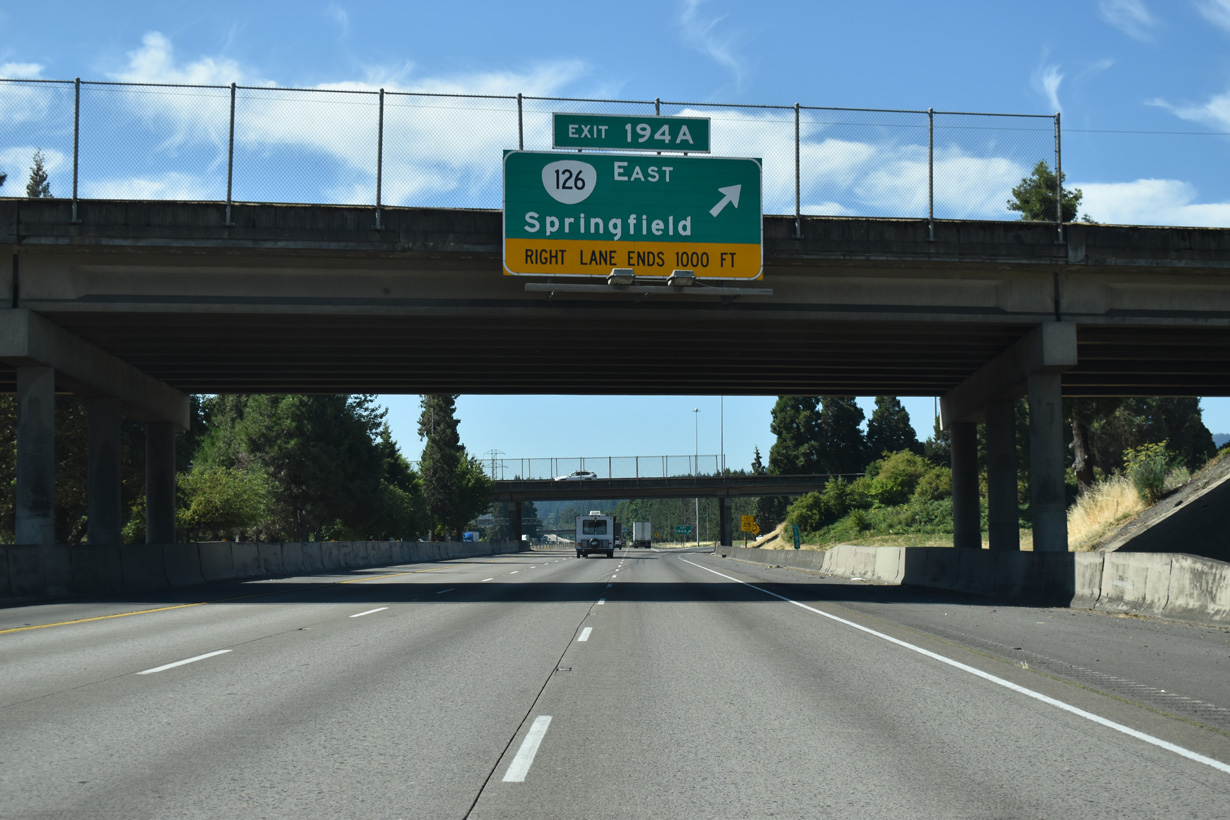 EXIT 194A
126 EAST
Springfield
RIGHT LANE ENDS 1000 FT